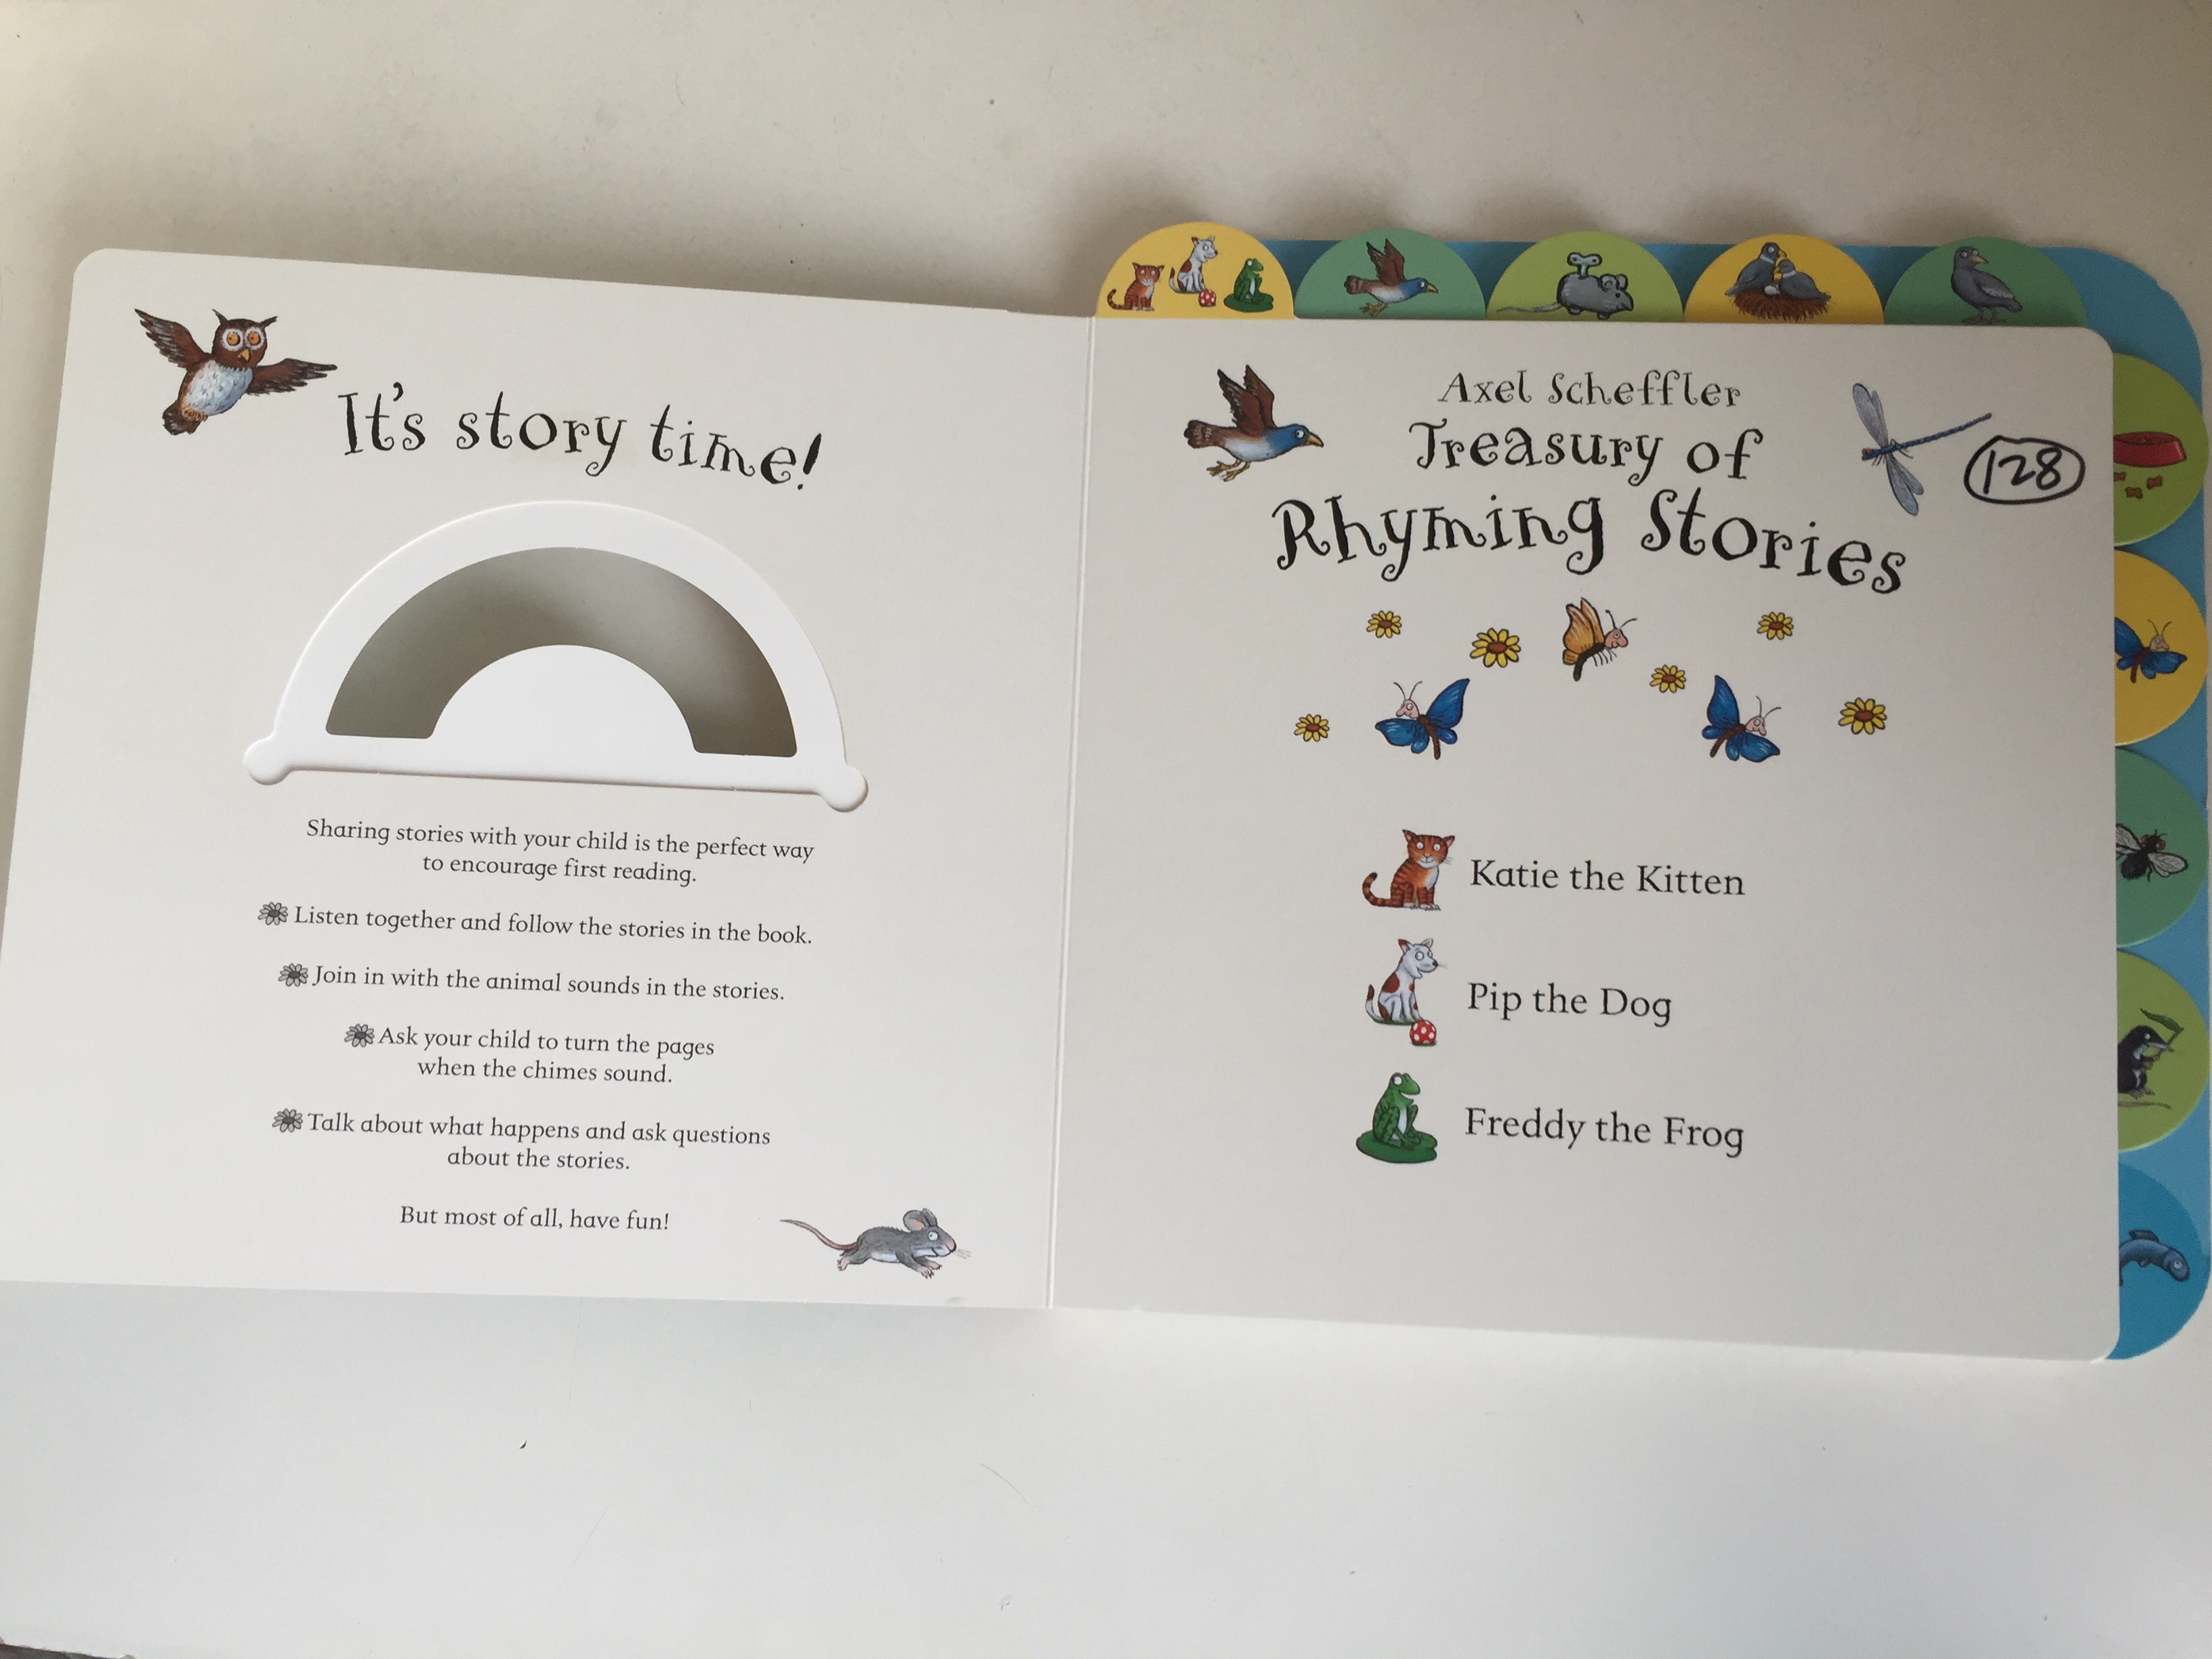 It's story time!
Sharing stories with your child is the perfect way
to encourage first reading.
Listen together and follow the stories in the book.
Join in with the animal sounds in the stories.
Ask your child to turn the pages
when the chimes sound.
Talk about what happens and ask questions
about the stories.
But most of all, have fun!
Axel Scheffler
Treasury of
Rhyming Stories
128
Katie the Kitten
Pip the Dog
Freddy the Frog